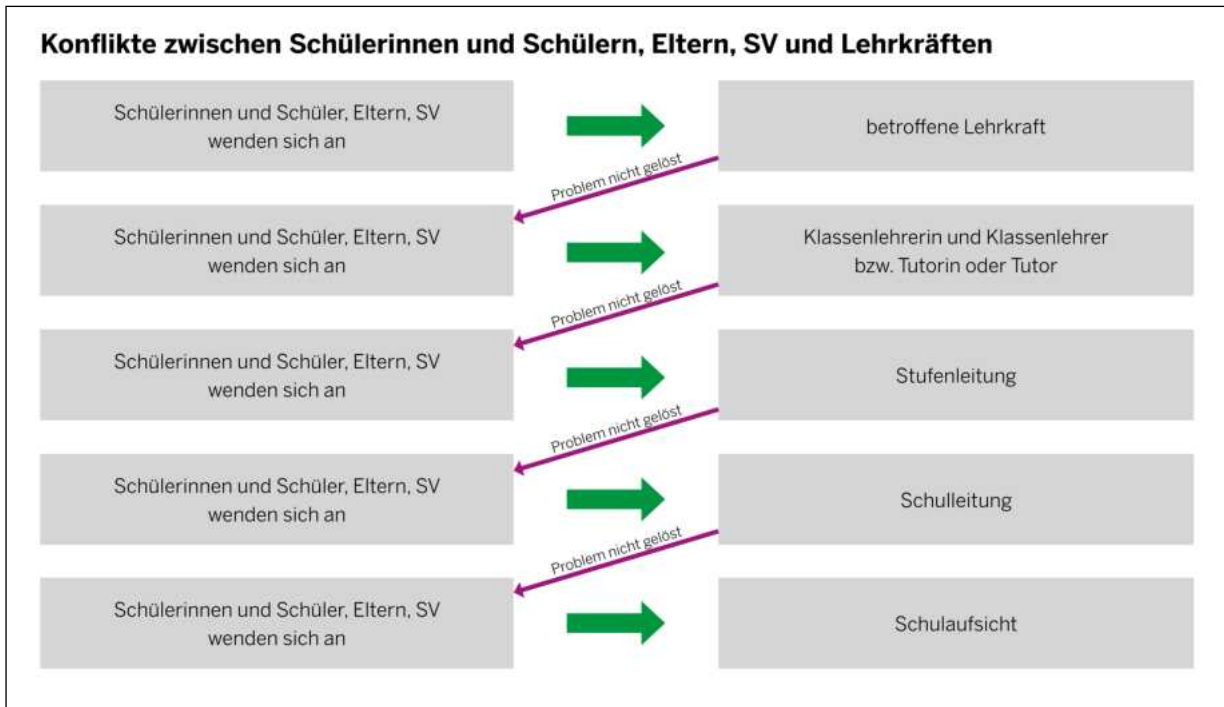 Konflikte zwischen Schülerinnen und Schülern, Eltern, SV und Lehrkräften
Schülerinnen und Schüler, Eltern, SV
wenden sich an
betroffene Lehrkraft
Problem nicht gelöst
Schülerinnen und Schüler, Eltern, SV
wenden sich an
Klassenlehrerin und Klassenlehrer
bzw. Tutorin oder Tutor
Problem nicht gelöst
Schülerinnen und Schüler, Eltern, SV
wenden sich an
Stufenleitung
Problem nicht gelöst
Schülerinnen und Schüler, Eltern, SV
wenden sich an
Schulleitung
Problem nicht gelöst
Schülerinnen und Schüler, Eltern, SV
wenden sich an
Schulaufsicht